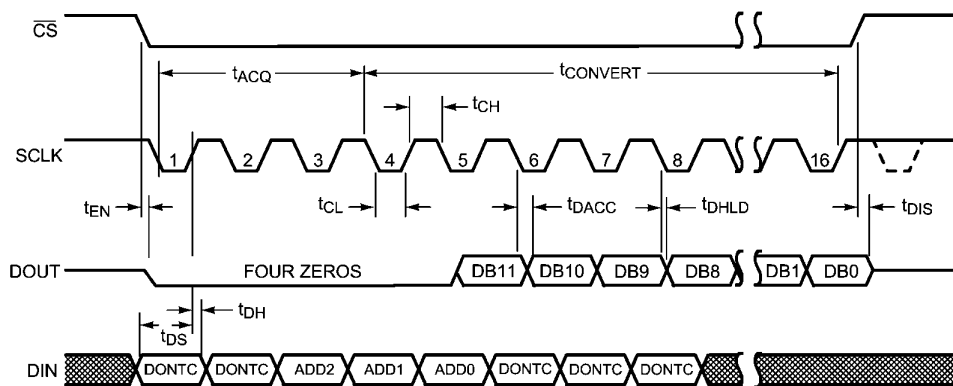 CS
tACQ
tCONVERT
tCH
SCLK
1 2 3 4 5 6 7 8 16
tEN
tCL
tDACC
tDHLD
tDIS
DOUT
FOUR ZEROS
DB11 DB10 DB9 DB8 DB1 DB0
tDH
tDS
DIN
DONTC DONTC ADD2 ADD1 ADD0 DONTC DONTC DONTC